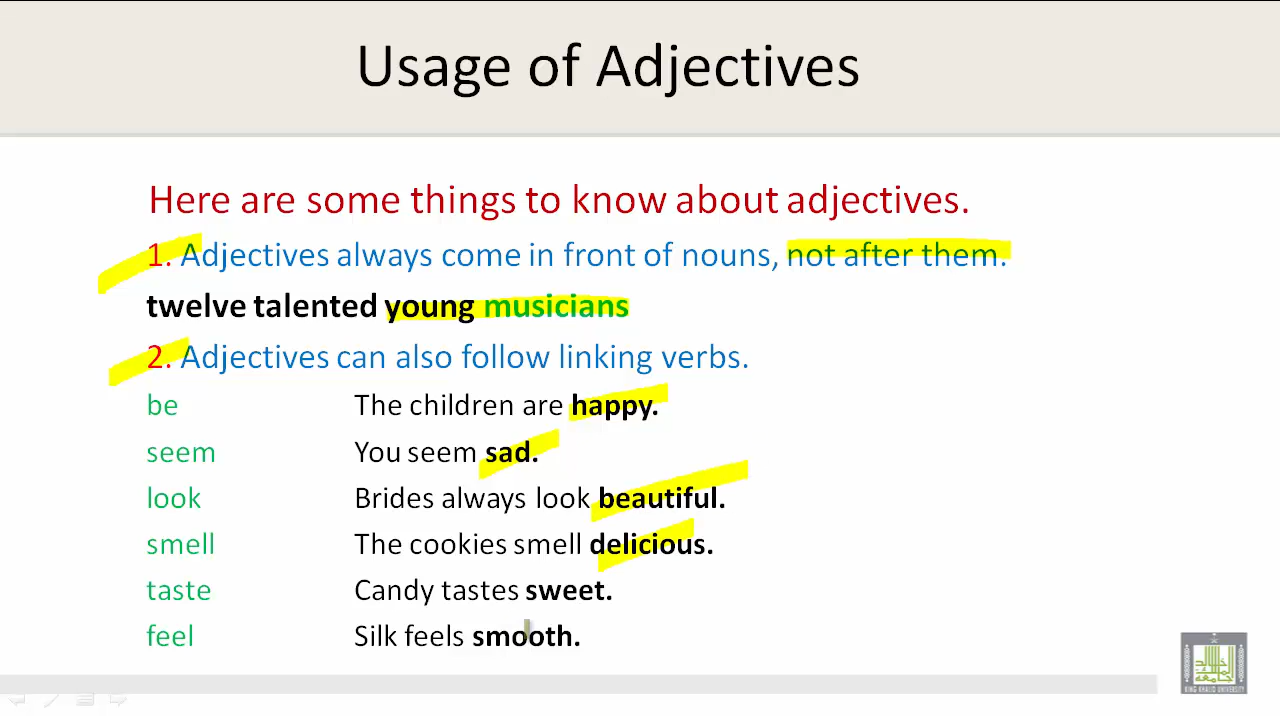 Usage of Adjectives
Here are some things to know about adjectives.
1. Adjectives always come in front of nouns, not after them.
twelve talented young musicians
2. Adjectives can also follow linking verbs.
be The children are happy.
seem You seem sad.
look Brides always look beautiful.
smell The cookies smell delicious.
taste Candy tastes sweet.
feel Silk feels smooth.
KING KHALID UNIVERSITY